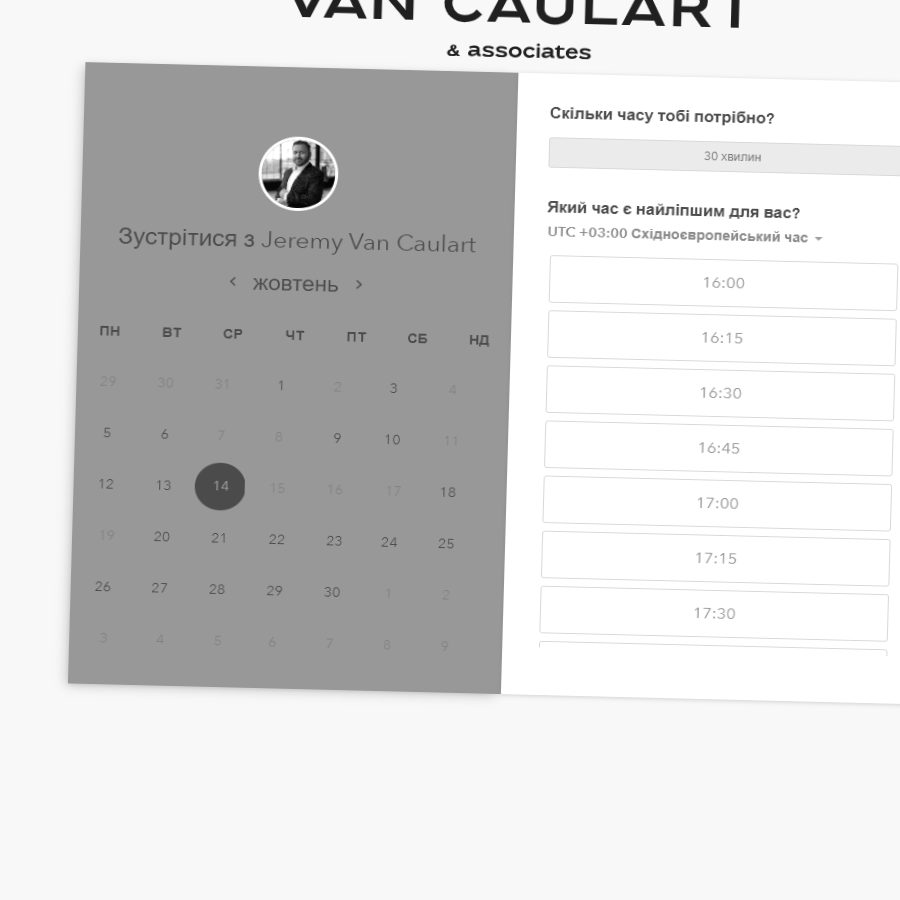 VAN CAULART
& associates
Зустрітися з Jeremy Van Caulart
жовтень
ПН ВТ СР ЧТ ПТ СБ НД
29 30 31 1 2 3 4
5 6 7 8 9 10 11
12 13 14 15 16 17 18
19 20 21 22 23 24 25
26 27 28 29 30 1 2
3 4 5 6 7 8 9
Скільки часу тобі потрібно?
30 хвилин
Який час є найліпшим для вас?
UTC +03:00 Східноєвропейський час
16:00
16:15
16:30
16:45
17:00
17:15
17:30